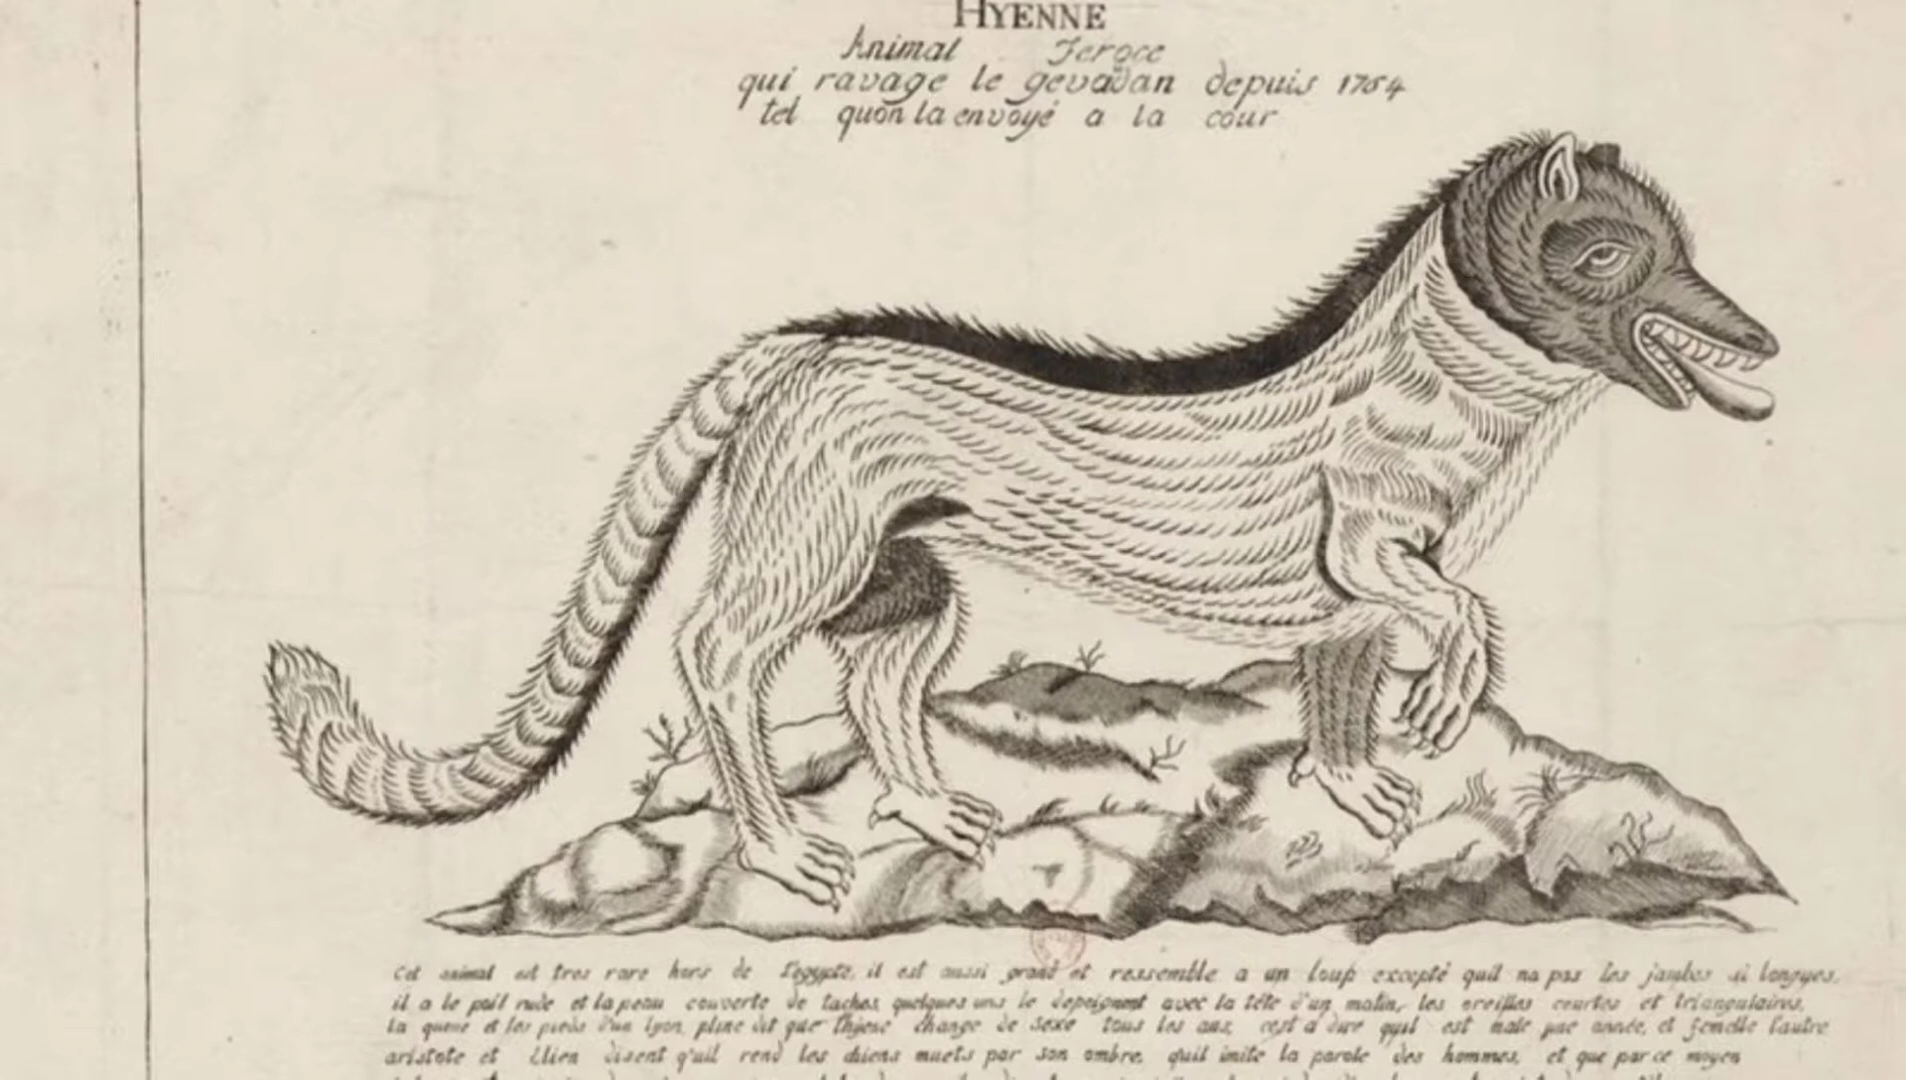 HYENNE
Animal Feroce
qui ravage le gevadan depuis 1764
tel quon la envoyé a la cour
Cet animal est tres rare hors de l'egypte, il est aussi grand et ressemble a un loup excepté quil na pas les jambes si longues,
il a le poil rude et la peau couverte de taches, quelques uns le depeignent avec la tête d'un matin, les oreilles courtes et triangulaires,
la queue et les pieds d'un lyon, pline dit que l'hyene change de sexe tous les ans, cest a dire quil est male une année, et femelle l'autre
aristote et Elien disent qu'il rend les chiens muets par son ombre, quil imite la parole des hommes, et que par ce moyen